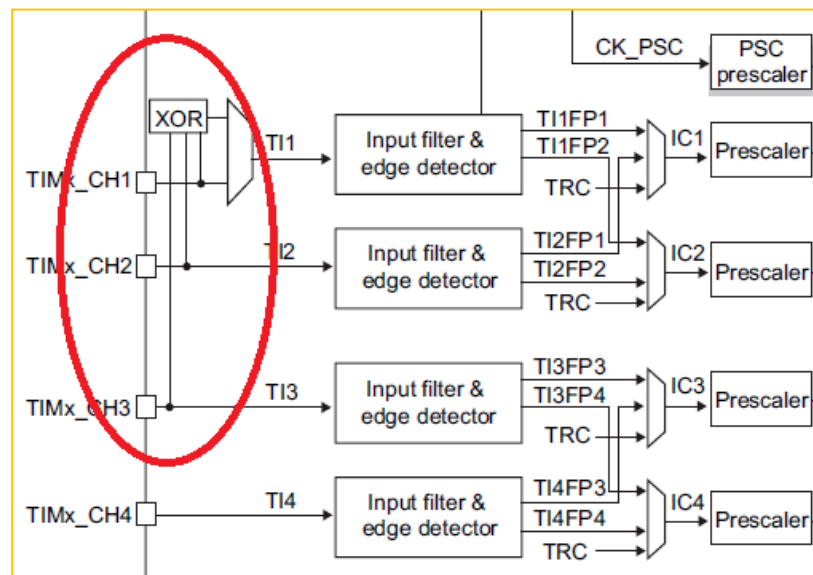 CK_PSC
PSC
prescaler
XOR
TIMx_CH1
TI1
Input filter &
edge detector
TI1FP1
TI1FP2
TRC
IC1
Prescaler
TIMx_CH2
TI2
Input filter &
edge detector
TI2FP1
TI2FP2
TRC
IC2
Prescaler
TIMx_CH3
TI3
Input filter &
edge detector
TI3FP3
TI3FP4
TRC
IC3
Prescaler
TIMx_CH4
TI4
Input filter &
edge detector
TI4FP3
TI4FP4
TRC
IC4
Prescaler